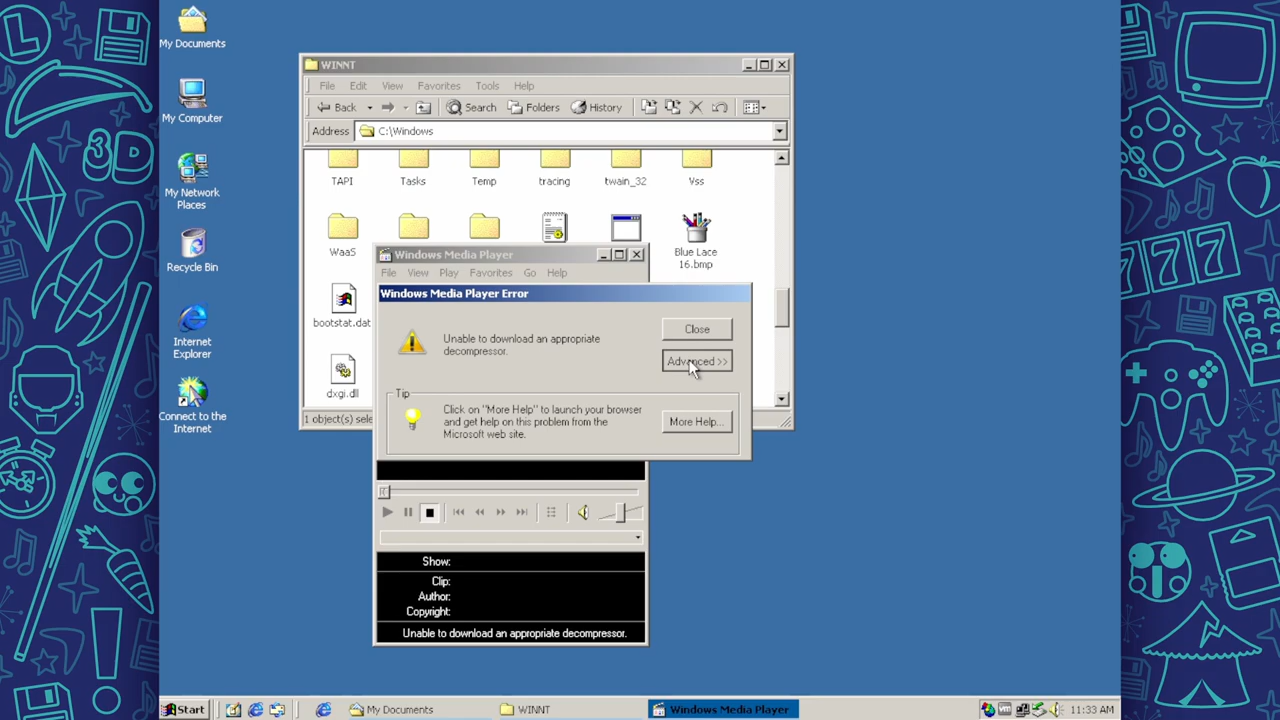 My Documents
My Computer
My Network
Places
Recycle Bin
Internet
Explorer
Connect to the
Internet
WINNT
File Edit View Favorites Tools Help
Back Search Folders History
Address C:\Windows
TAPI Tasks Temp tracing twain_32 Vss
WaaS
Blue Lace
16.bmp
bootstat.dat
dxgi.dll
1 object(s) sele
Windows Media Player
File View Play Favorites Go Help
Windows Media Player Error
Unable to download an appropriate
decompressor.
Close
Advanced >>
Tip
Click on "More Help" to launch your browser
and get help on this problem from the
Microsoft web site.
More Help...
Show:
Clip:
Author:
Copyright:
Unable to download an appropriate decompressor.
Start My Documents WINNT Windows Media Player 11:33 AM
3D
777